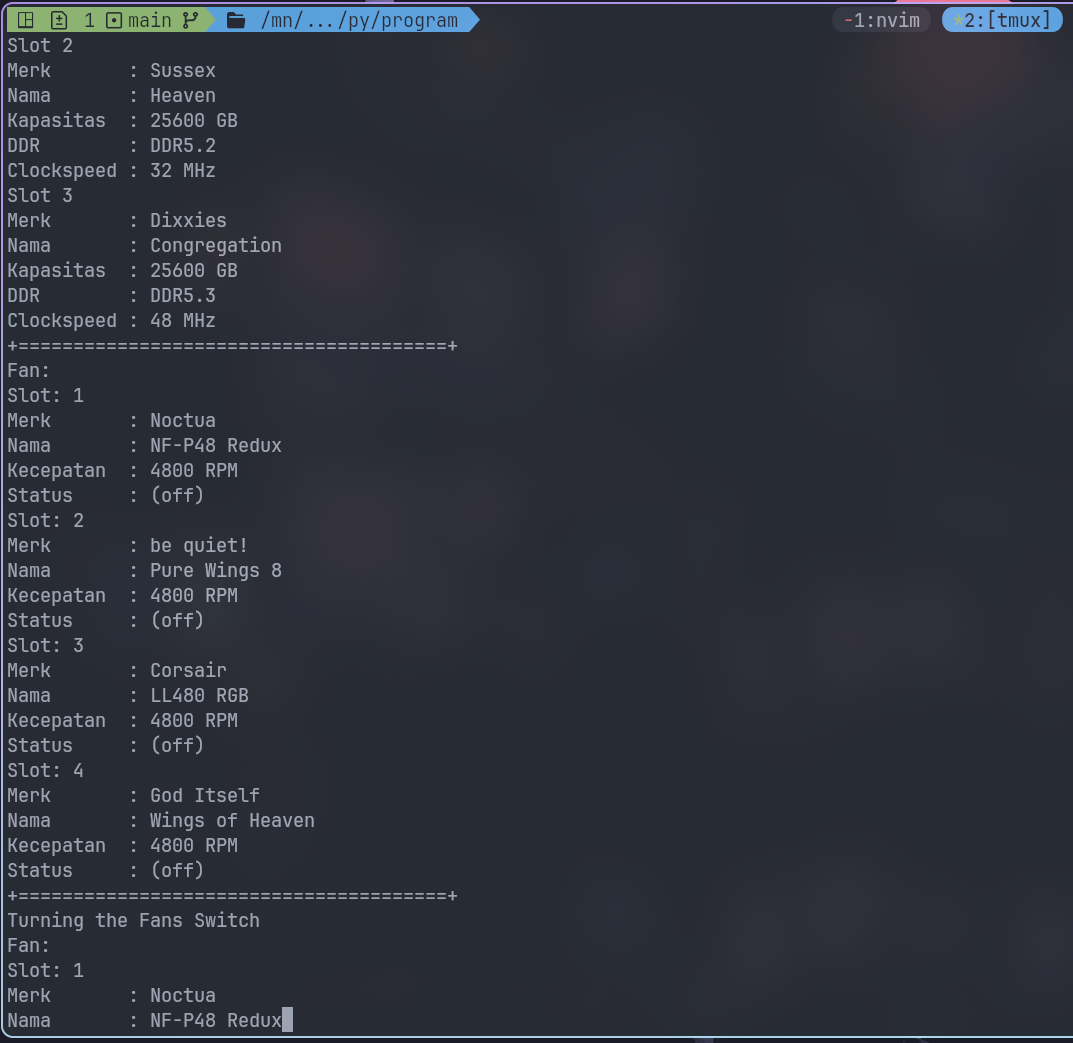 1 main /mn/.../py/program -1:nvim *2:[tmux]
Slot 2
Merk       : Sussex
Nama       : Heaven
Kapasitas  : 25600 GB
DDR        : DDR5.2
Clockspeed : 32 MHz
Slot 3
Merk       : Dixxies
Nama       : Congregation
Kapasitas  : 25600 GB
DDR        : DDR5.3
Clockspeed : 48 MHz
+=======================================+
Fan:
Slot: 1
Merk       : Noctua
Nama       : NF-P48 Redux
Kecepatan  : 4800 RPM
Status     : (off)
Slot: 2
Merk       : be quiet!
Nama       : Pure Wings 8
Kecepatan  : 4800 RPM
Status     : (off)
Slot: 3
Merk       : Corsair
Nama       : LL480 RGB
Kecepatan  : 4800 RPM
Status     : (off)
Slot: 4
Merk       : God Itself
Nama       : Wings of Heaven
Kecepatan  : 4800 RPM
Status     : (off)
+=======================================+
Turning the Fans Switch
Fan:
Slot: 1
Merk       : Noctua
Nama       : NF-P48 Redux